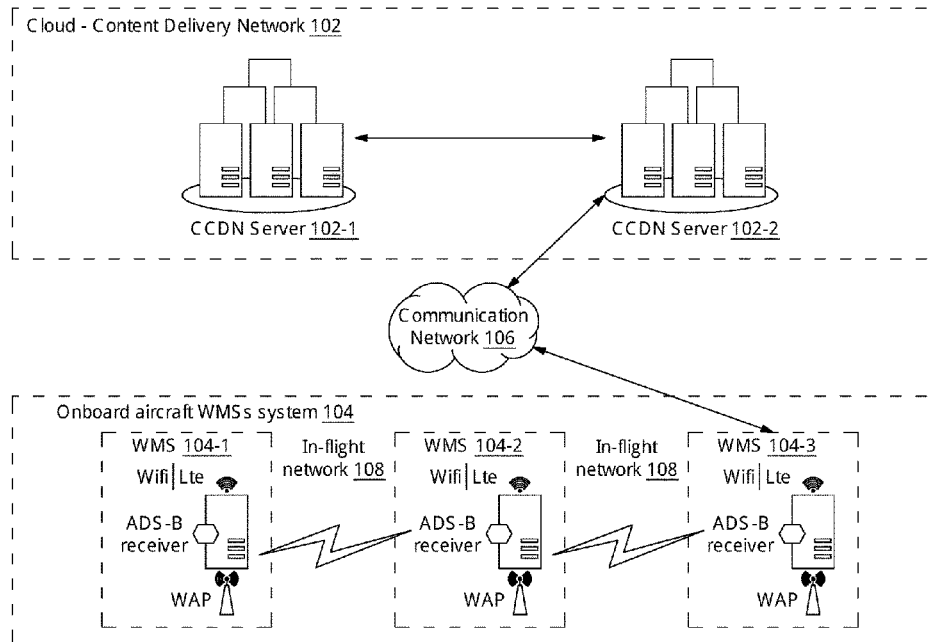 Cloud - Content Delivery Network 102
CCDN Server 102-1
CCDN Server 102-2
Communication
Network 106
Onboard aircraft WMSs system 104
WMS 104-1
Wifi Lte
ADS-B
receiver
WAP
In-flight
network 108
WMS 104-2
Wifi Lte
ADS-B
receiver
WAP
In-flight
network 108
WMS 104-3
Wifi Lte
ADS-B
receiver
WAP